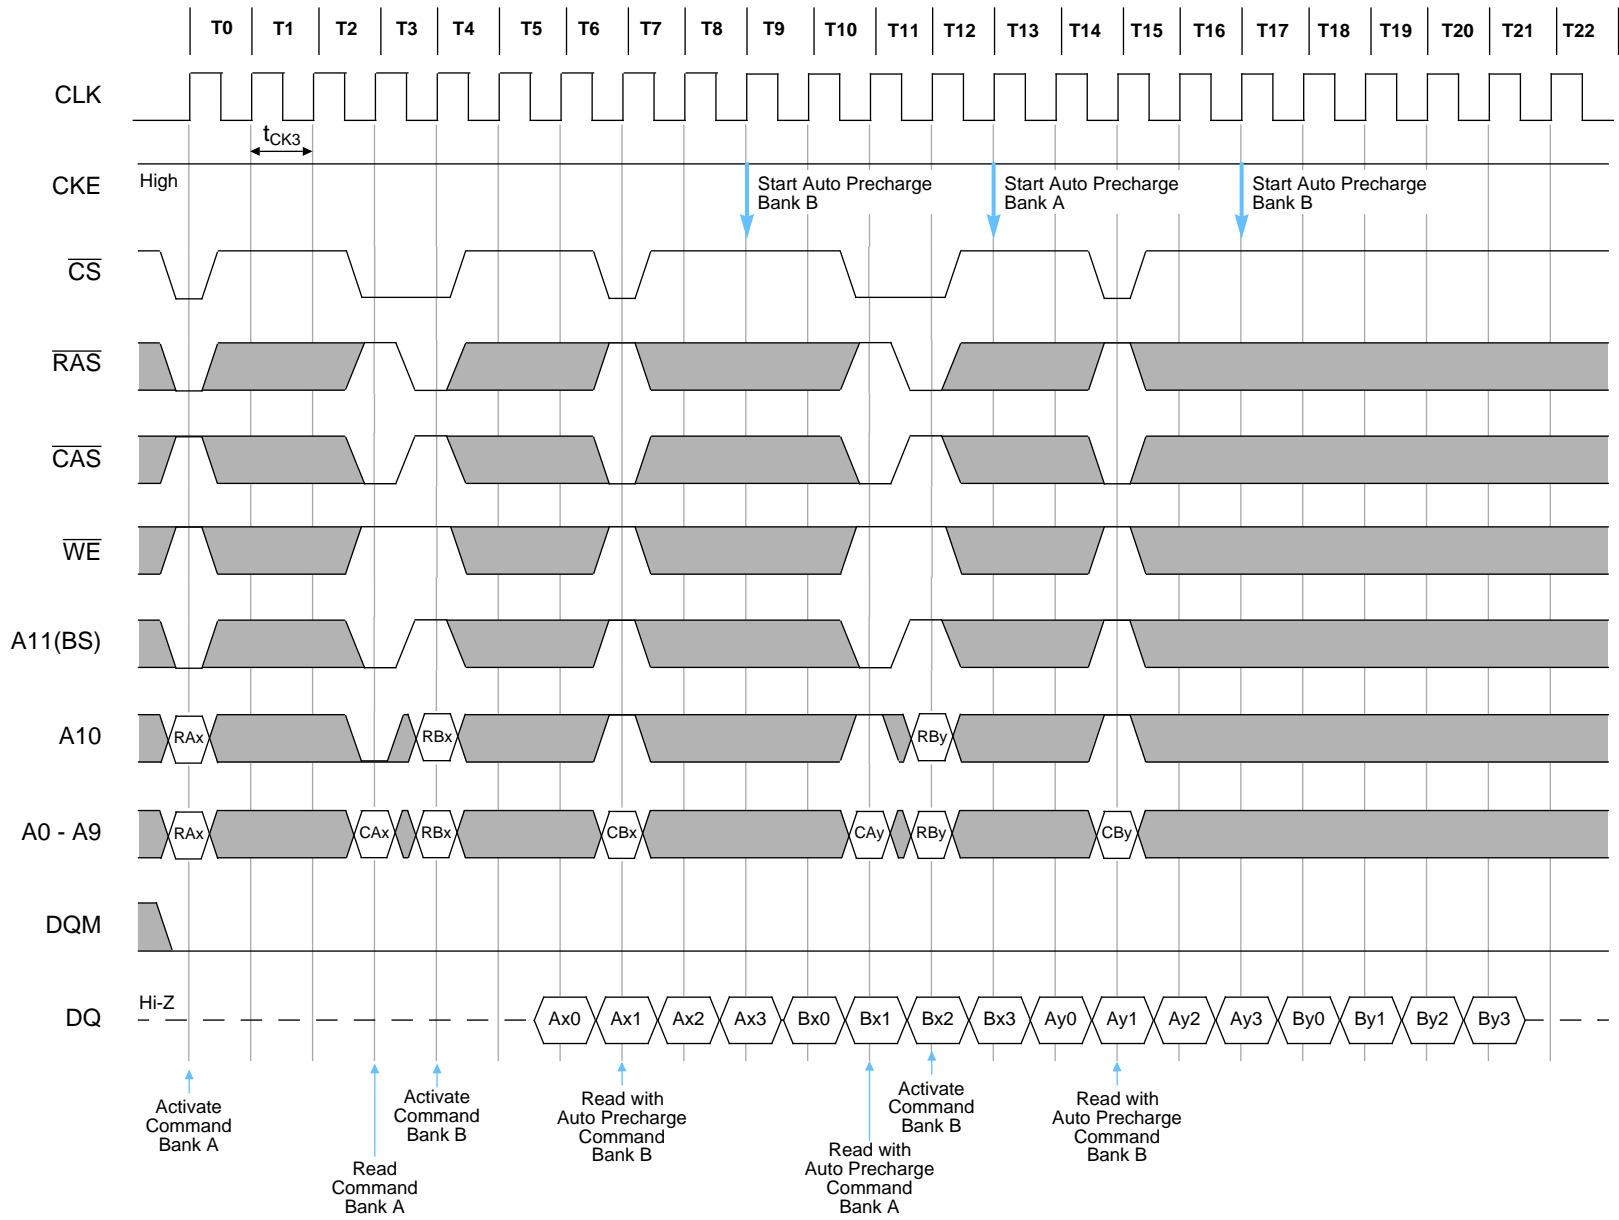 T0 T1 T2 T3 T4 T5 T6 T7 T8 T9 T10 T11 T12 T13 T14 T15 T16 T17 T18 T19 T20 T21 T22
CLK
tCK3
CKE
High
Start Auto Precharge
Bank B
Start Auto Precharge
Bank A
Start Auto Precharge
Bank B
CS
RAS
CAS
WE
A11(BS)
A10
RAx RBx RBy
A0 - A9
RAx CAx RBx CBx CAy RBy CBy
DQM
DQ
Hi-Z
Ax0 Ax1 Ax2 Ax3 Bx0 Bx1 Bx2 Bx3 Ay0 Ay1 Ay2 Ay3 By0 By1 By2 By3
Activate
Command
Bank A
Read
Command
Bank A
Activate
Command
Bank B
Read with
Auto Precharge
Command
Bank B
Read with
Auto Precharge
Command
Bank A
Activate
Command
Bank B
Read with
Auto Precharge
Command
Bank B